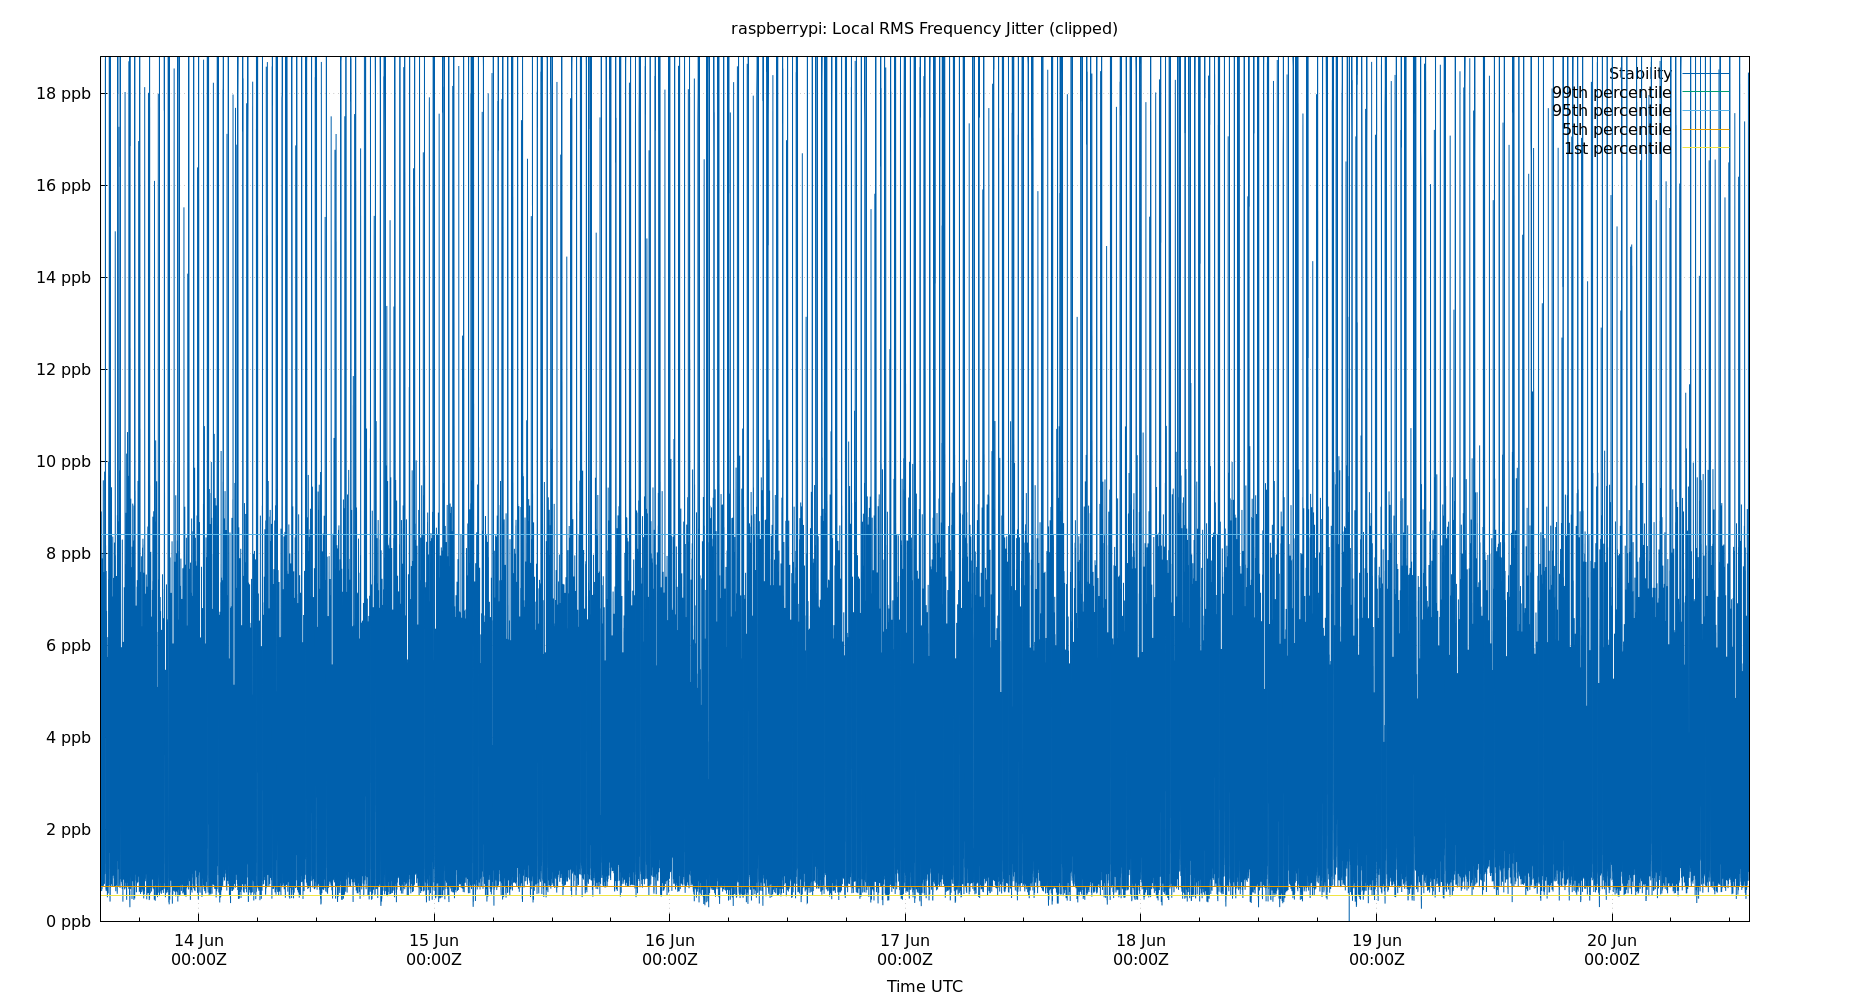 raspberrypi: Local RMS Frequency Jitter (clipped)
18 ppb
16 ppb
14 ppb
12 ppb
10 ppb
8 ppb
6 ppb
4 ppb
2 ppb
0 ppb
Stability
99th percentile
95th percentile
5th percentile
1st percentile
14 Jun
00:00Z
15 Jun
00:00Z
16 Jun
00:00Z
17 Jun
00:00Z
18 Jun
00:00Z
19 Jun
00:00Z
20 Jun
00:00Z
Time UTC